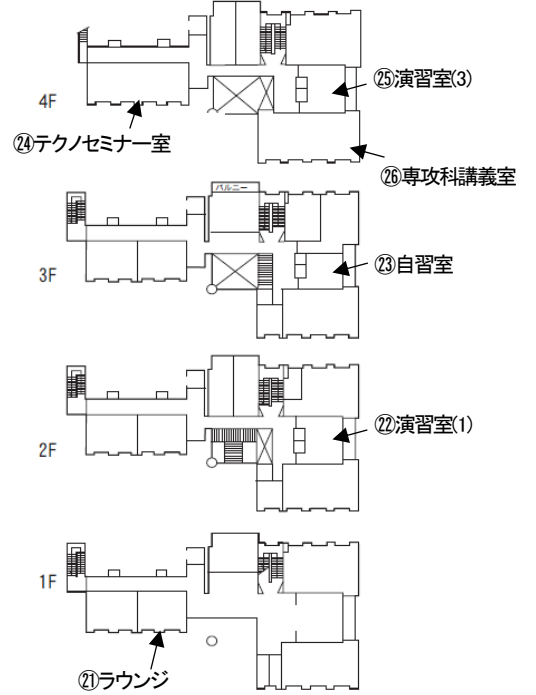 ㉕演習室(3)
4F
㉔テクノセミナー室
㉖専攻科講義室
バルニー
㉓自習室
3F
㉒演習室(1)
2F
1F
㉑ラウンジ